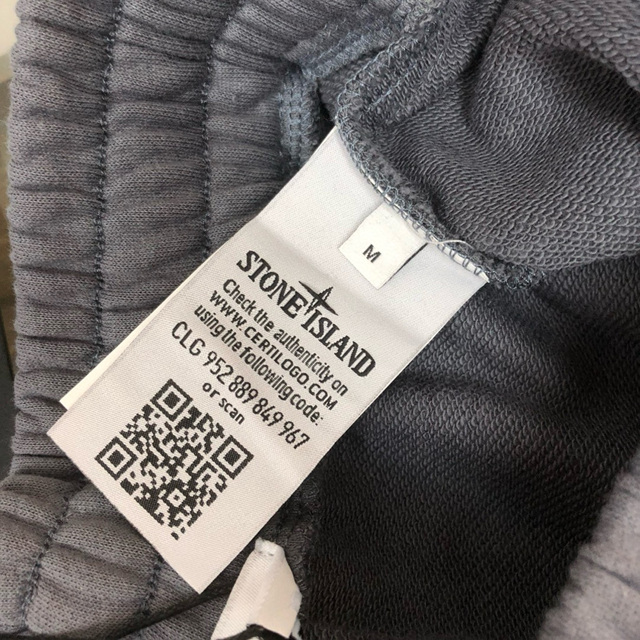 M
STONE ISLAND
Check the authenticity on
WWW.CERTILOGO.COM
using the following code:
CLG 952 889 849 967
or scan